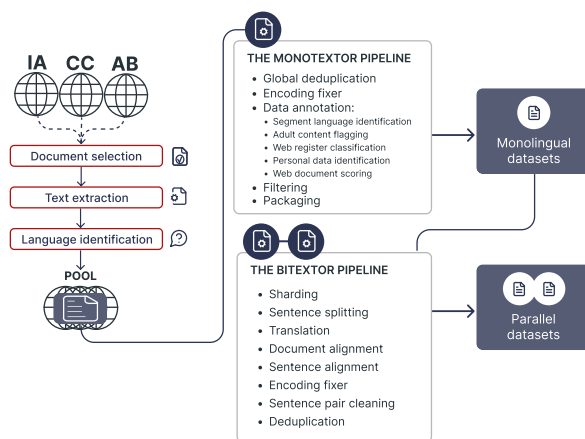 IA CC AB
Document selection
Text extraction
Language identification
POOL
THE MONOTEXTOR PIPELINE
• Global deduplication
• Encoding fixer
• Data annotation:
• Segment language identification
• Adult content flagging
• Web register classification
• Personal data identification
• Web document scoring
• Filtering
• Packaging
Monolingual
datasets
THE BITEXTOR PIPELINE
• Sharding
• Sentence splitting
• Translation
• Document alignment
• Sentence alignment
• Encoding fixer
• Sentence pair cleaning
• Deduplication
Parallel
datasets